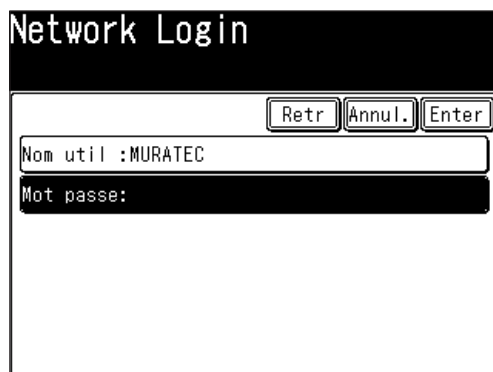 Network Login
Retr Annul. Enter
Nom util :MURATEC
Mot passe: